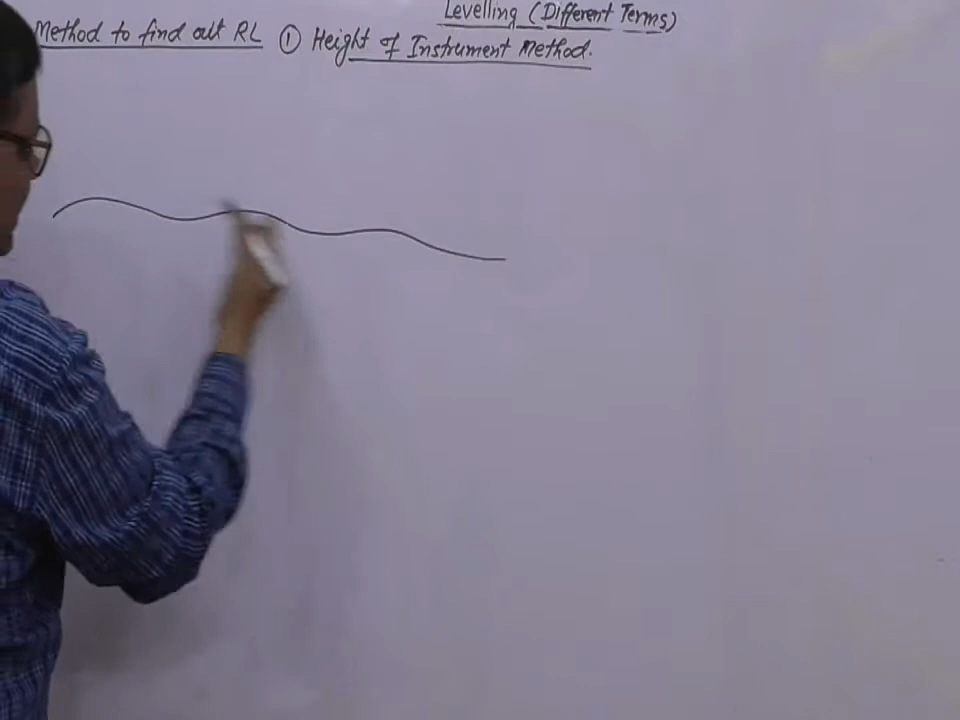 Levelling (Different Terms)
Method to find out RL ① Height of Instrument Method.